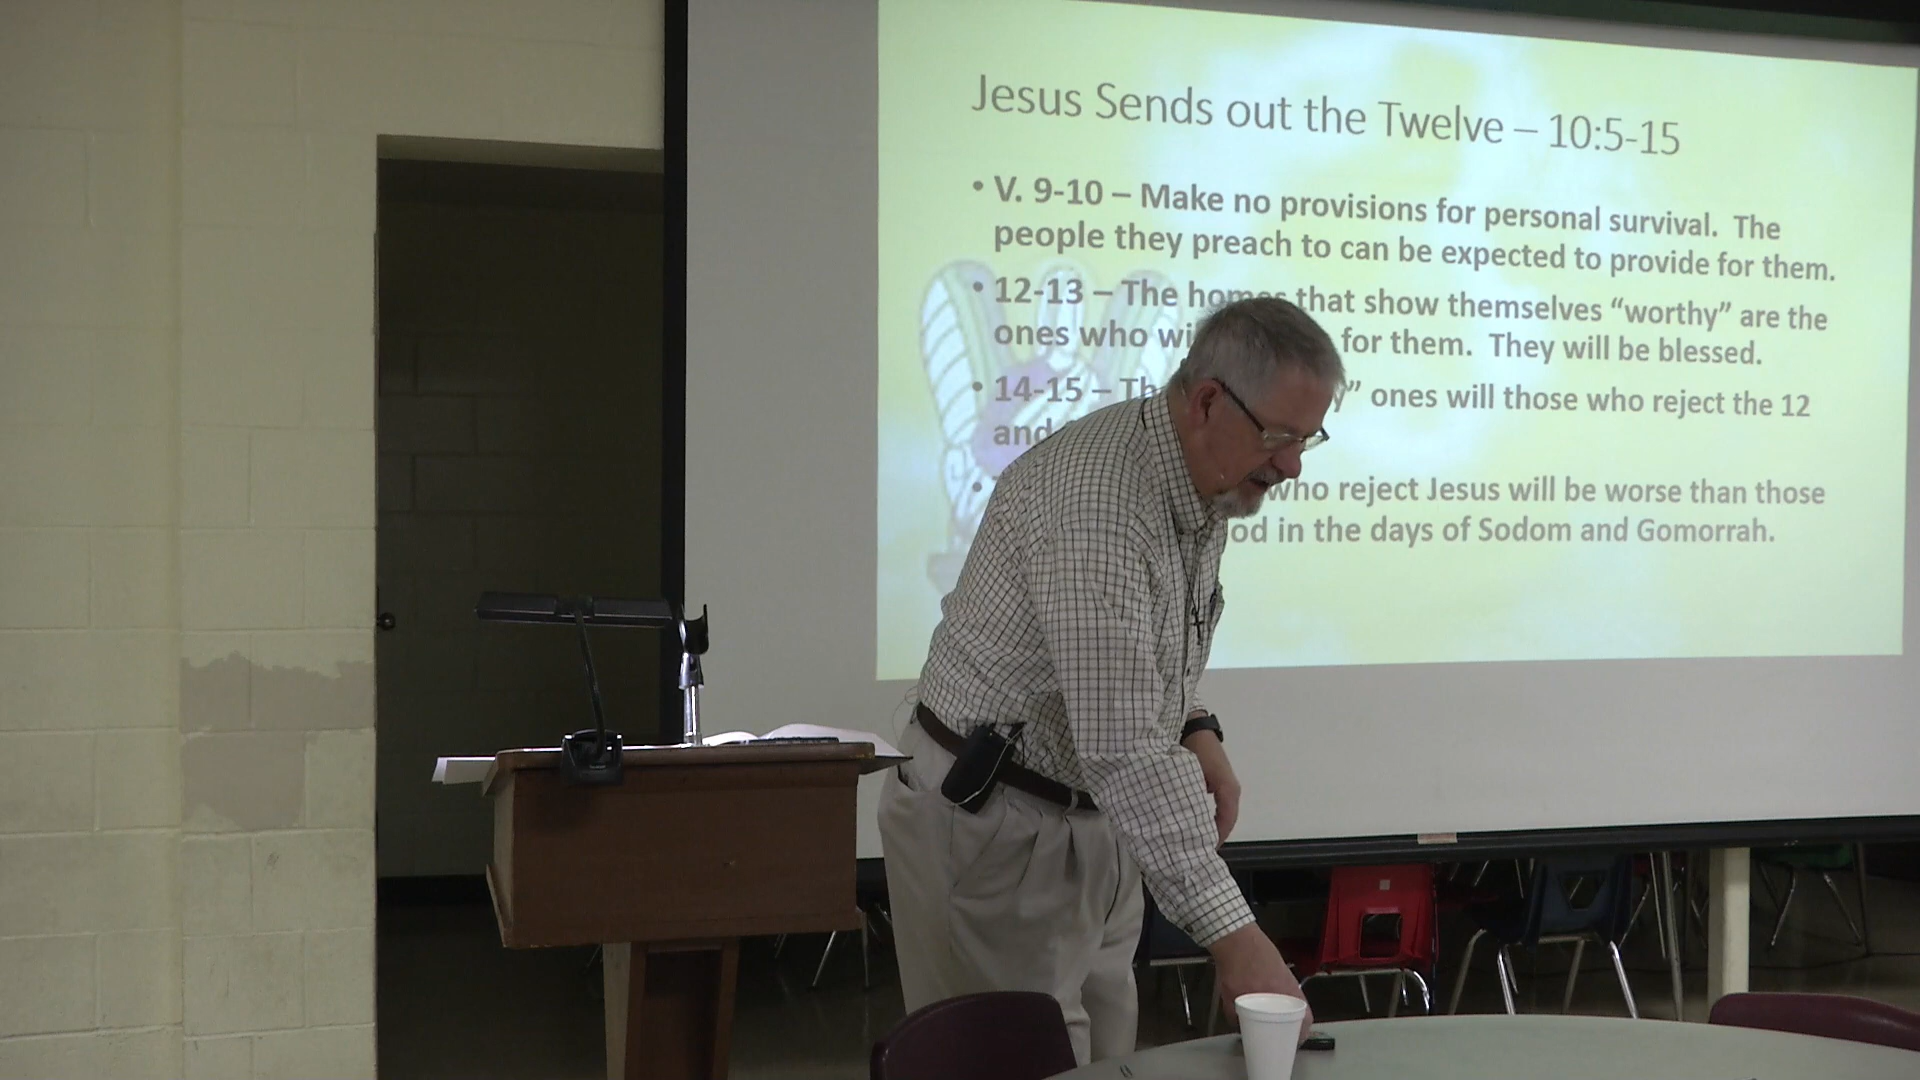 Jesus Sends out the Twelve – 10:5-15
• V. 9-10 – Make no provisions for personal survival. The
people they preach to can be expected to provide for them.
• 12-13 – The homes that show themselves “worthy” are the
ones who for them. They will be blessed.
• 14-15 – ” ones will those who reject the 12
and
• who reject Jesus will be worse than those
in the days of Sodom and Gomorrah.